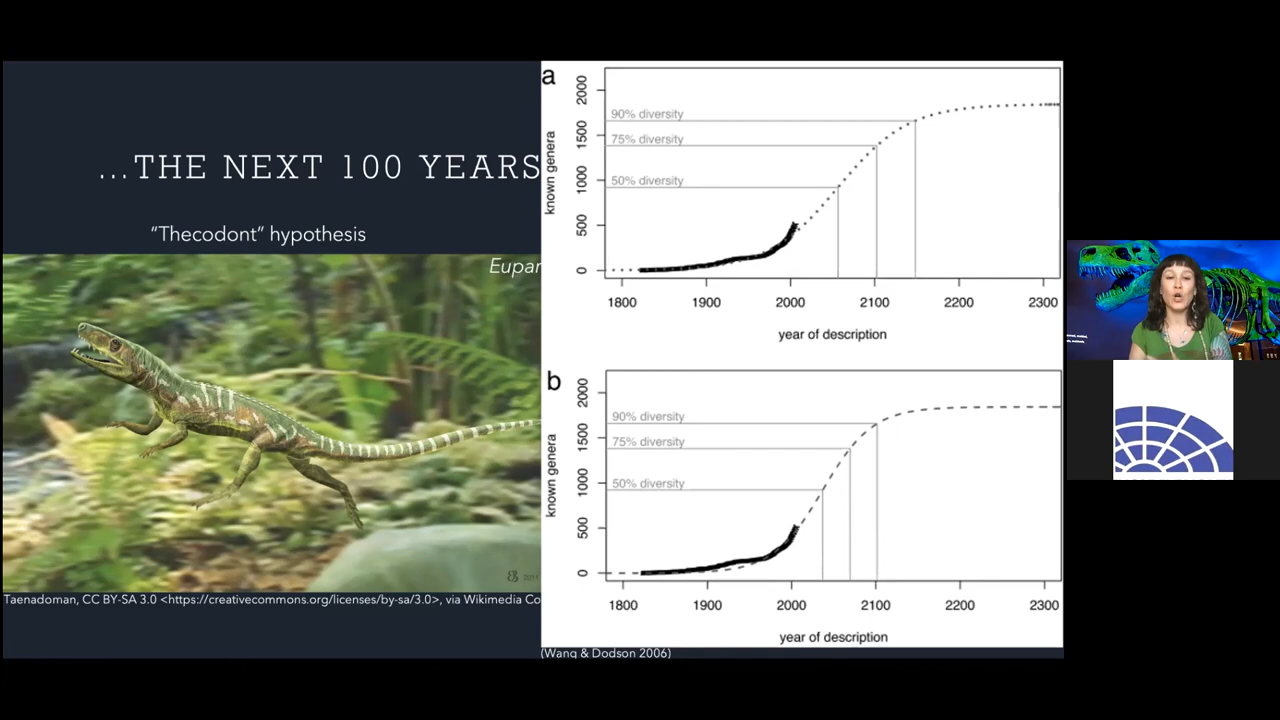 ...THE NEXT 100 YEARS
“Thecodont” hypothesis
Eupar
Taenadoman, CC BY-SA 3.0 <https://creativecommons.org/licenses/by-sa/3.0>, via Wikimedia Co
a
known genera
2000
1500
1000
500
0
90% diversity
75% diversity
50% diversity
1800 1900 2000 2100 2200 2300
year of description
b
known genera
2000
1500
1000
500
0
90% diversity
75% diversity
50% diversity
1800 1900 2000 2100 2200 2300
year of description
(Wang & Dodson 2006)